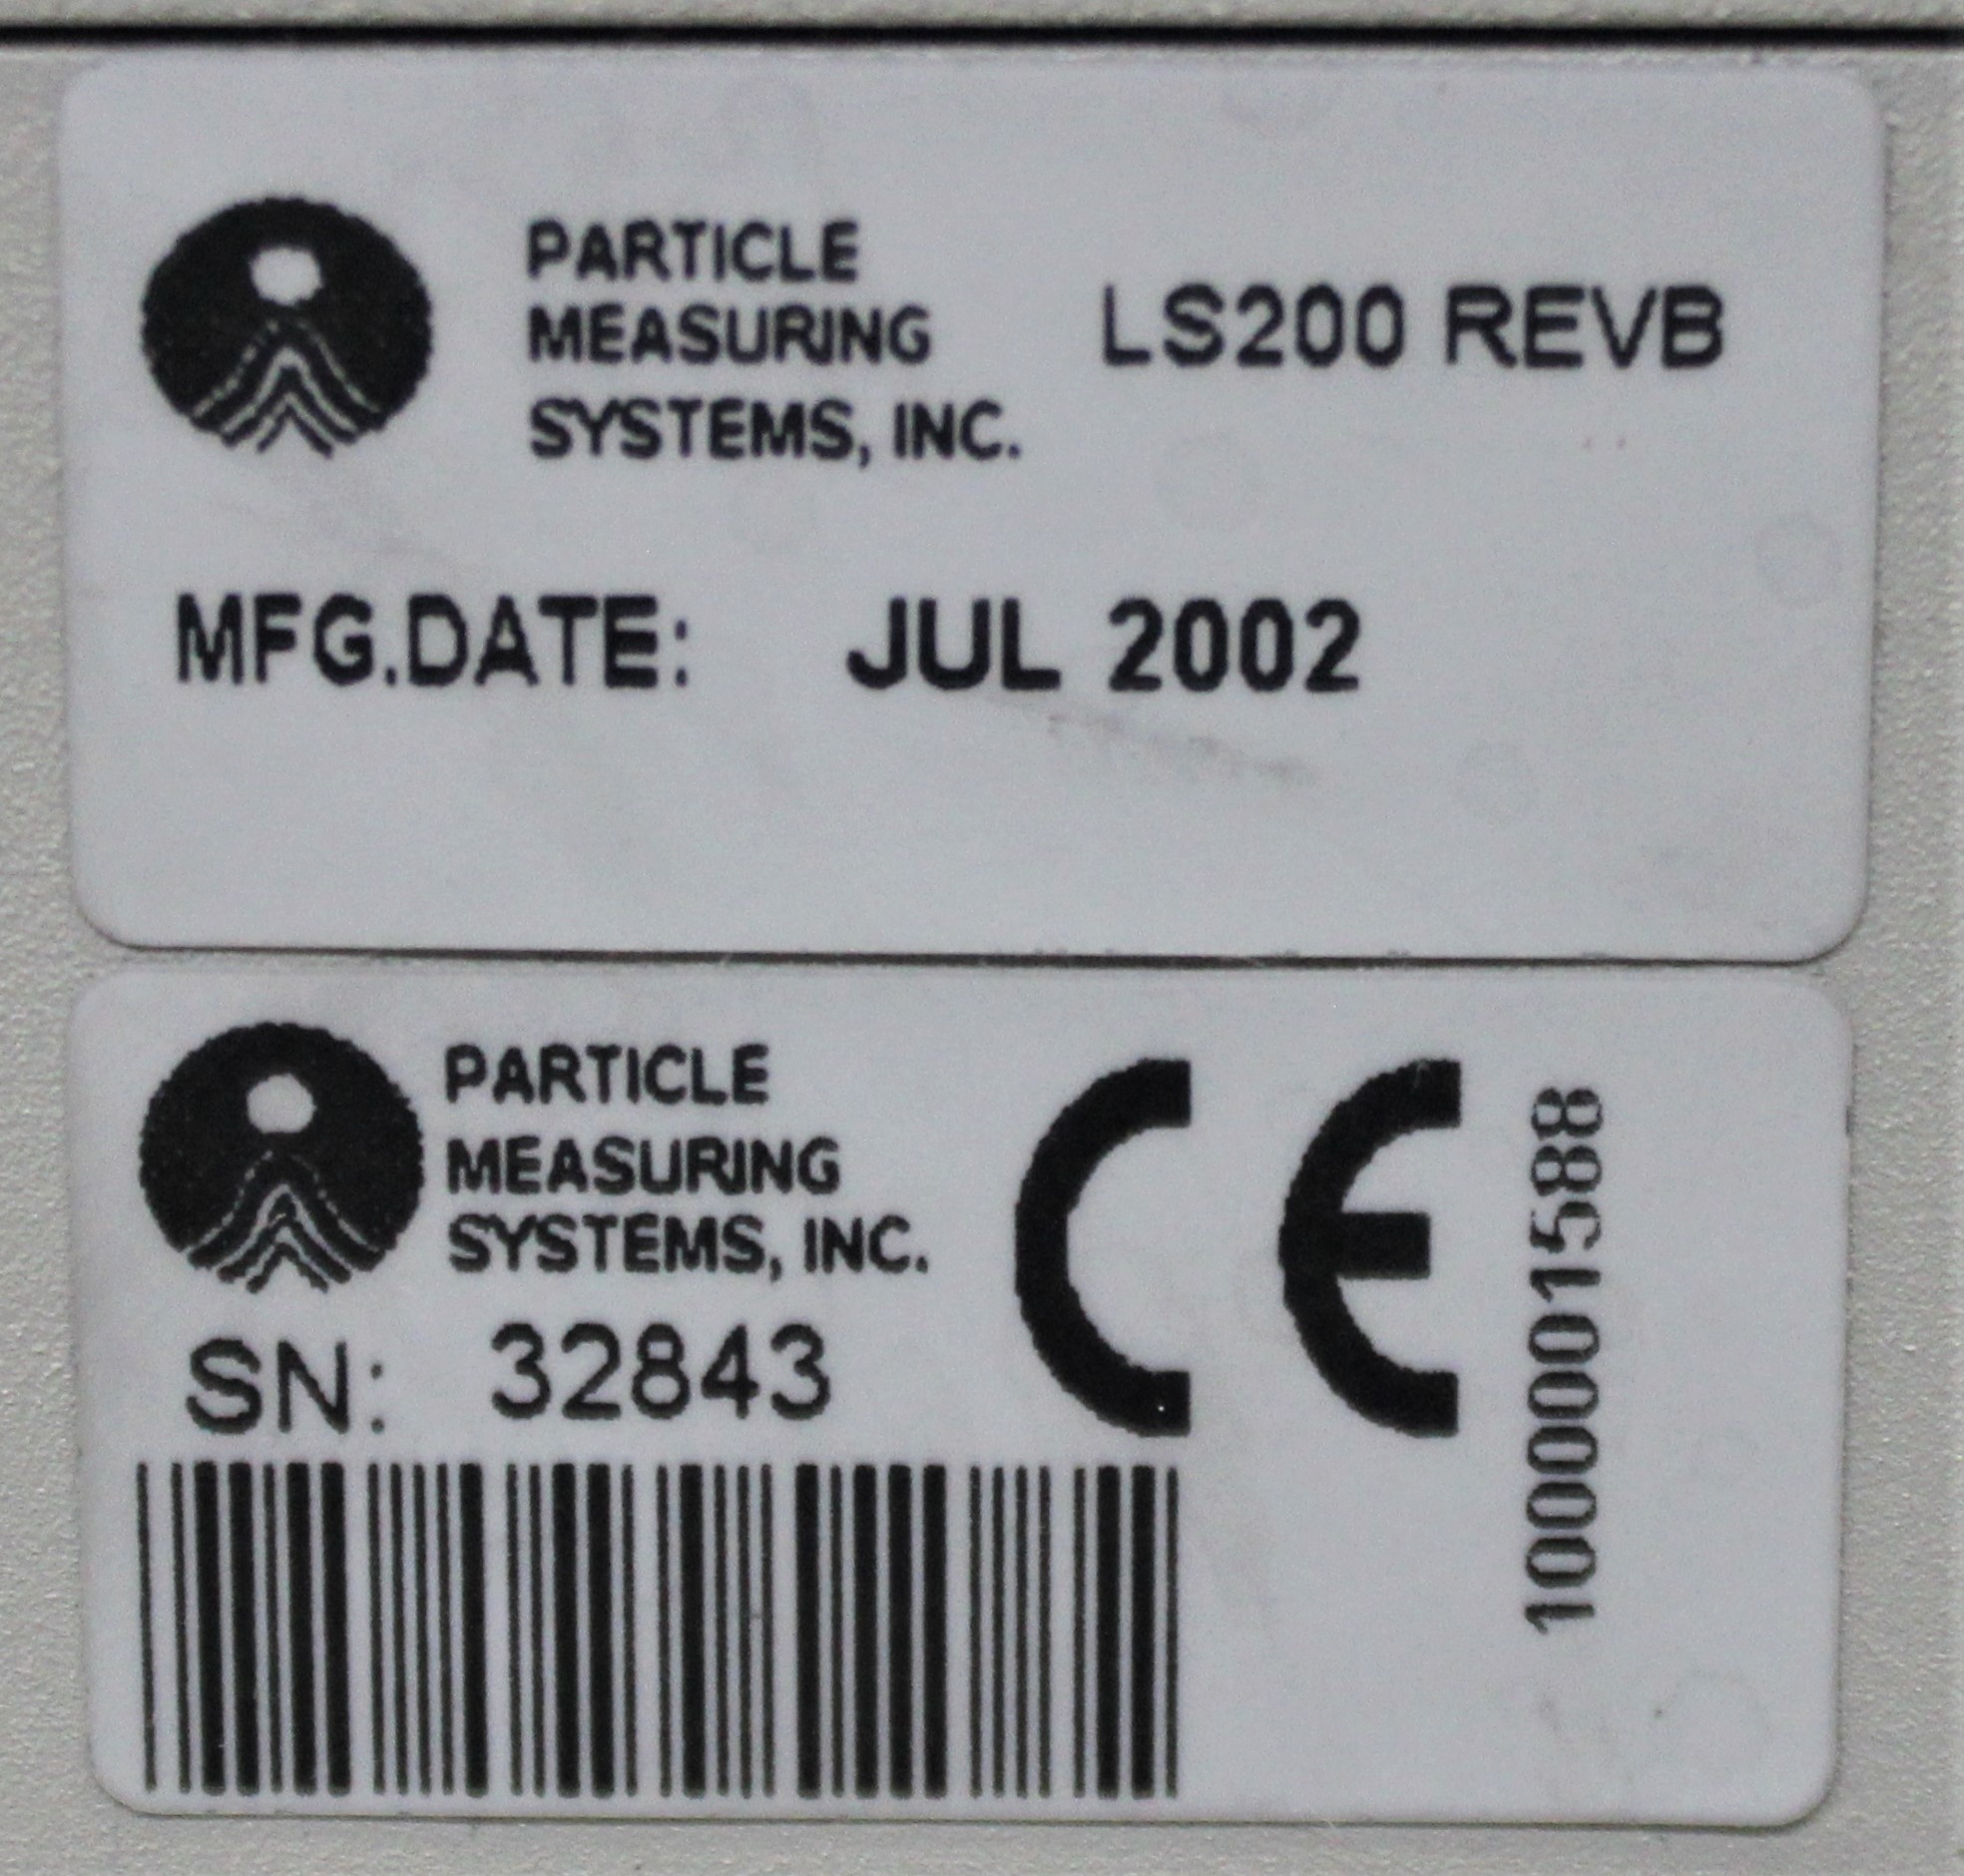 PARTICLE
MEASURING
SYSTEMS, INC.
LS200 REVB
MFG.DATE: JUL 2002
PARTICLE
MEASURING
SYSTEMS, INC.
CE
SN: 32843
1000001588